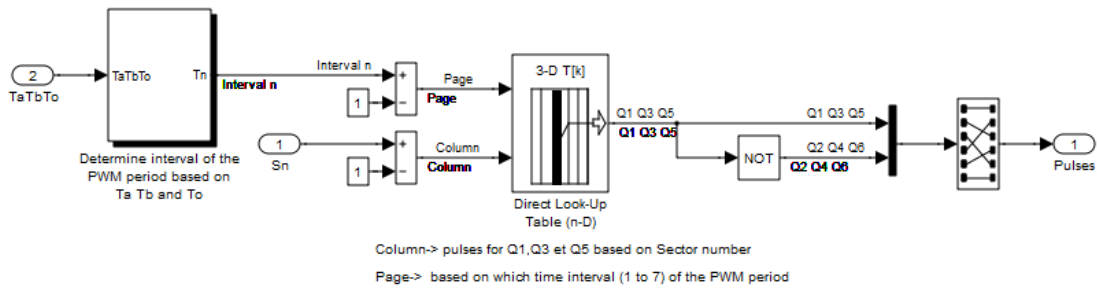 2
TaTbTo
TaTbTo
Tn
Interval n
Determine interval of the
PWM period based on
Ta Tb and To
Interval n
1
+
−
Page
Page
1
Sn
1
+
−
Column
Column
3-D T[k]
Direct Look-Up
Table (n-D)
Q1 Q3 Q5
Q1 Q3 Q5
NOT
Q1 Q3 Q5
Q2 Q4 Q6
Q2 Q4 Q6
1
Pulses
Column-> pulses for Q1,Q3 et Q5 based on Sector number
Page-> based on which time interval (1 to 7) of the PWM period